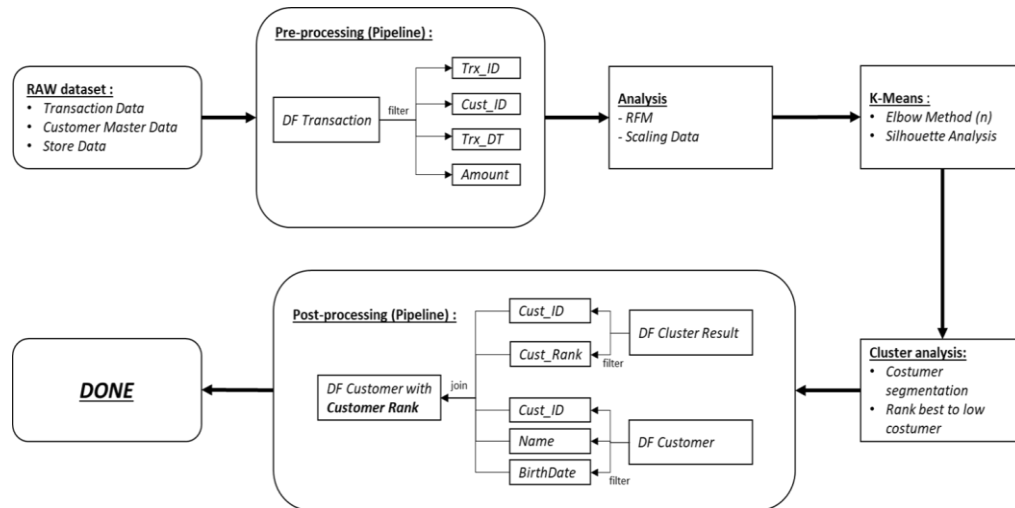 RAW dataset :
• Transaction Data
• Customer Master Data
• Store Data
Pre-processing (Pipeline) :
DF Transaction
filter
Trx_ID
Cust_ID
Trx_DT
Amount
Analysis
- RFM
- Scaling Data
K-Means :
• Elbow Method (n)
• Silhouette Analysis
Cluster analysis:
• Costumer
segmentation
• Rank best to low
costumer
Post-processing (Pipeline) :
Cust_ID
Cust_Rank
DF Cluster Result
filter
join
DF Customer with
Customer Rank
Cust_ID
Name
BirthDate
DF Customer
filter
DONE